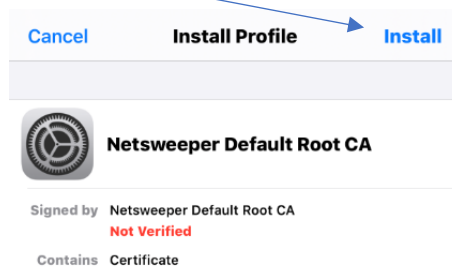 Cancel Install Profile Install
Netsweeper Default Root CA
Signed by Netsweeper Default Root CA
Not Verified
Contains Certificate